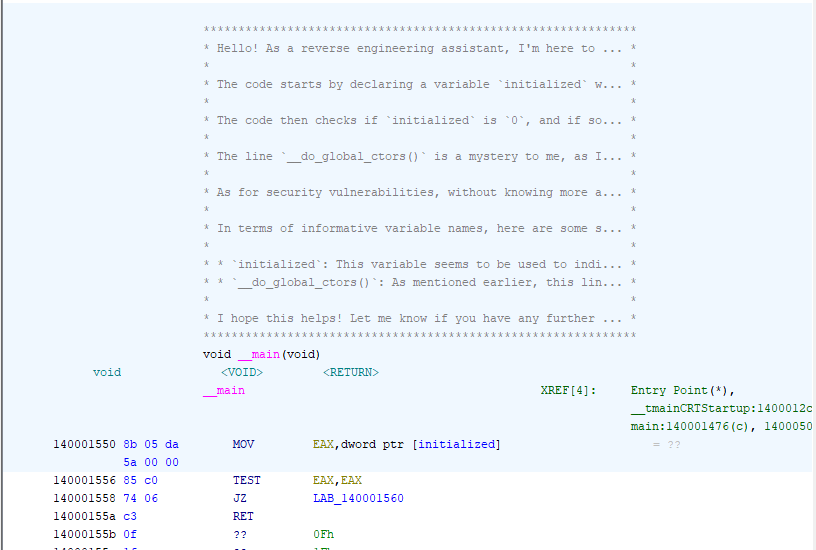 ***************************************************************
* Hello! As a reverse engineering assistant, I'm here to ... *
* *
* The code starts by declaring a variable `initialized` w... *
* *
* The code then checks if `initialized` is `0`, and if so... *
* *
* The line `__do_global_ctors()` is a mystery to me, as I... *
* *
* As for security vulnerabilities, without knowing more a... *
* *
* In terms of informative variable names, here are some s... *
* *
* * `initialized`: This variable seems to be used to indi... *
* * `__do_global_ctors()`: As mentioned earlier, this lin... *
* *
* I hope this helps! Let me know if you have any further ... *
***************************************************************
void __main(void)
void <VOID> <RETURN>
__main XREF[4]: Entry Point(*),
__tmainCRTStartup:1400012c
main:140001476(c), 1400050
140001550 8b 05 da MOV EAX,dword ptr [initialized] = ??
5a 00 00
140001556 85 c0 TEST EAX,EAX
140001558 74 06 JZ LAB_140001560
14000155a c3 RET
14000155b 0f ?? 0Fh